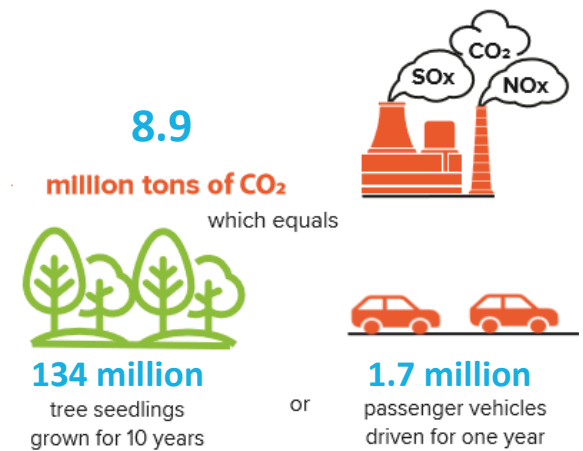 CO₂
SOx
NOx
8.9
million tons of CO₂
which equals
134 million
tree seedlings
grown for 10 years
or
1.7 million
passenger vehicles
driven for one year